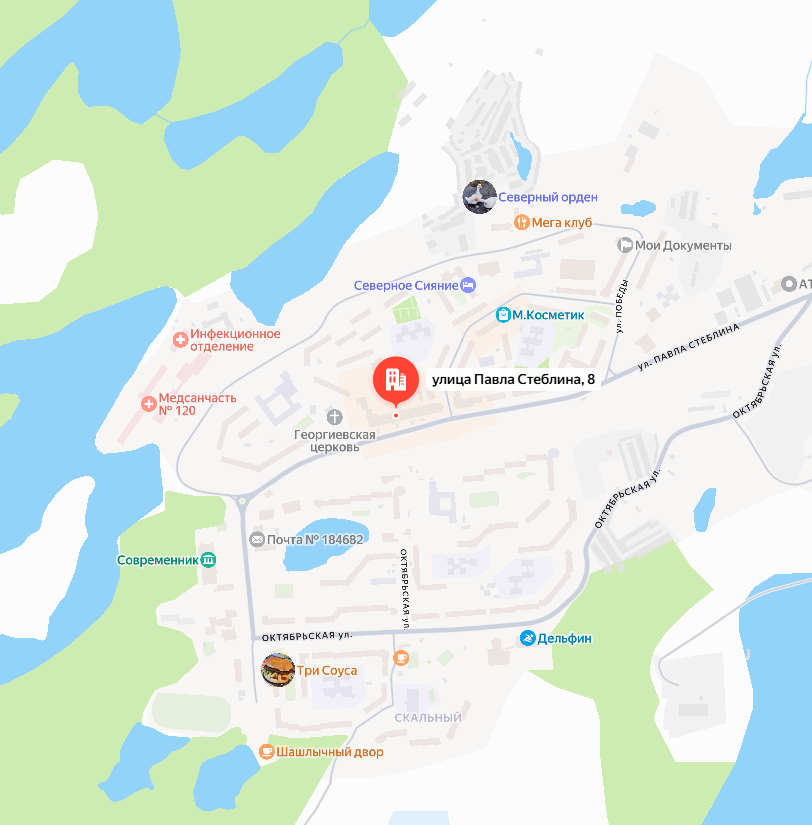 Северный орден
Мега клуб
Мои Документы
Северное Сияние
АТ
М.Косметик
ул. ПОБЕДЫ
Инфекционное
отделение
ул. ПАВЛА СТЕБЛИНА
улица Павла Стеблина, 8
ОКТЯБРЬСКАЯ ул.
Медсанчасть
№ 120
Георгиевская
церковь
ОКТЯБРЬСКАЯ ул.
Почта № 184682
Современник
ОКТЯБРЬСКАЯ ул.
ОКТЯБРЬСКАЯ ул.
Дельфин
Три Соуса
СКАЛЬНЫЙ
Шашлычный двор